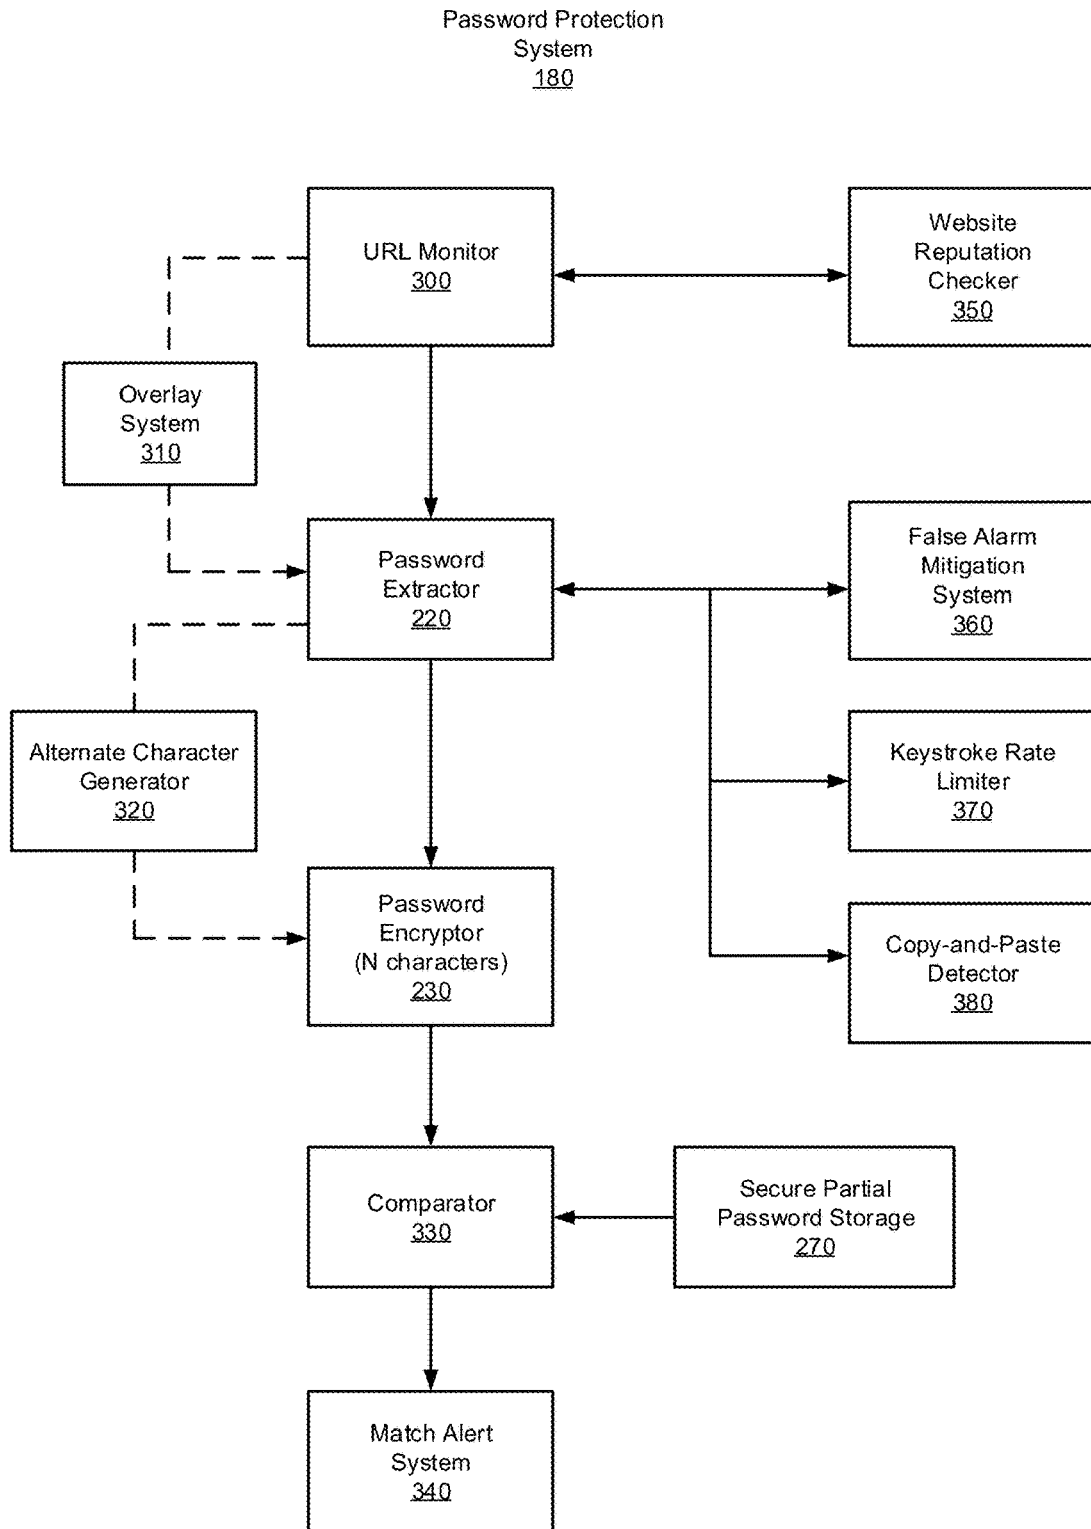 Password Protection
System
180
URL Monitor
300
Website
Reputation
Checker
350
Overlay
System
310
Password
Extractor
220
False Alarm
Mitigation
System
360
Alternate Character
Generator
320
Keystroke Rate
Limiter
370
Password
Encryptor
(N characters)
230
Copy-and-Paste
Detector
380
Comparator
330
Secure Partial
Password Storage
270
Match Alert
System
340